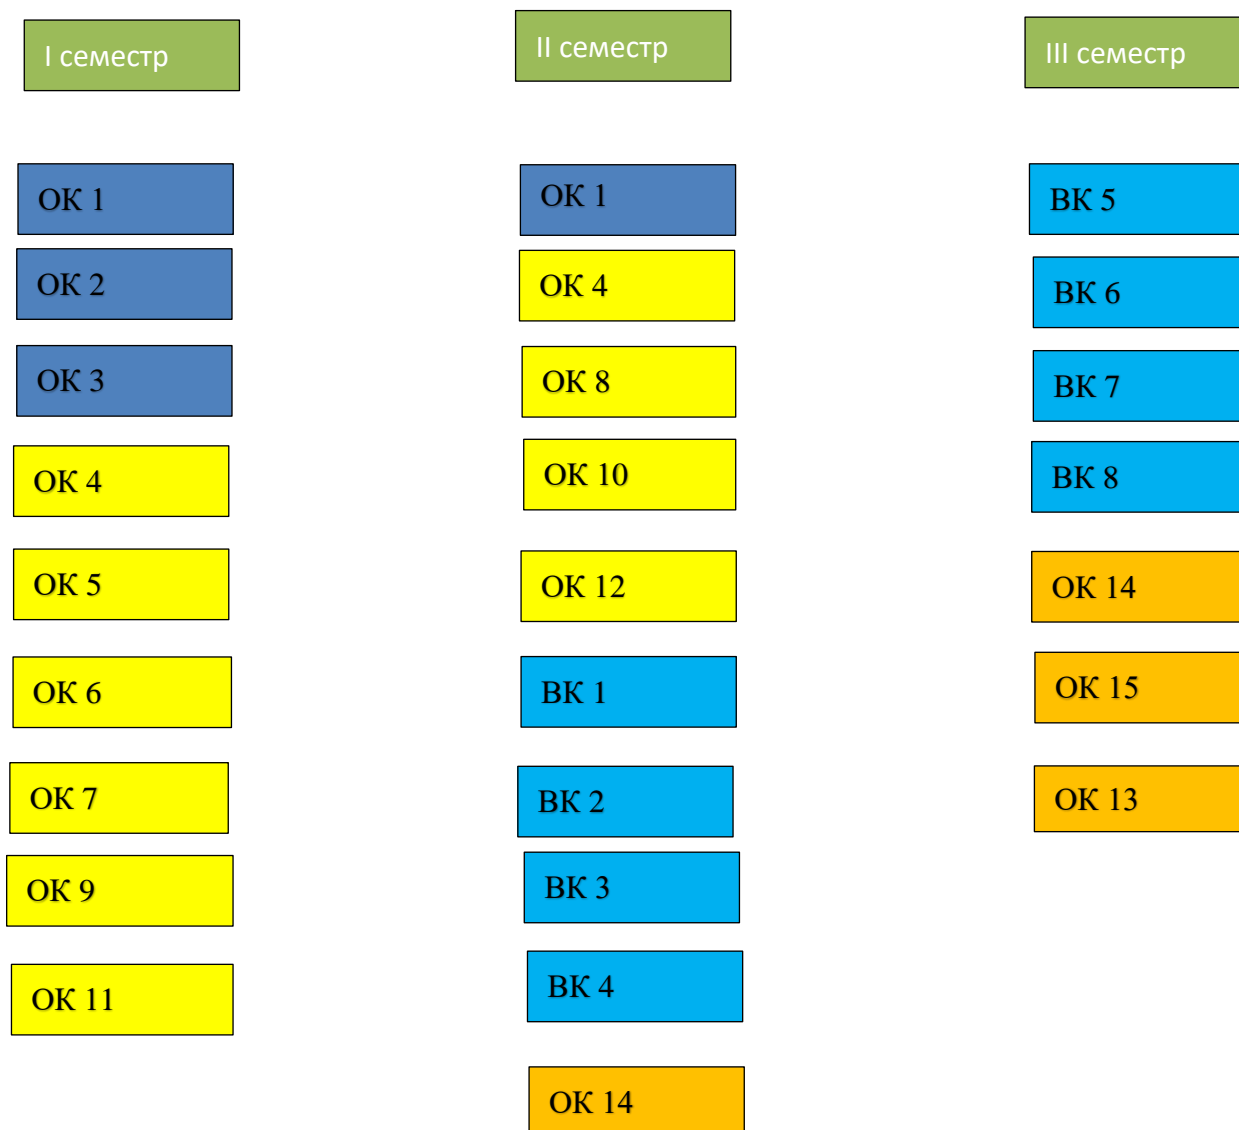 I семестр
II семестр
III семестр
ОК 1
ОК 2
ОК 3
ОК 4
ОК 5
ОК 6
ОК 7
ОК 9
ОК 11
ОК 1
ОК 4
ОК 8
ОК 10
ОК 12
ВК 1
ВК 2
ВК 3
ВК 4
ОК 14
ВК 5
ВК 6
ВК 7
ВК 8
ОК 14
ОК 15
ОК 13